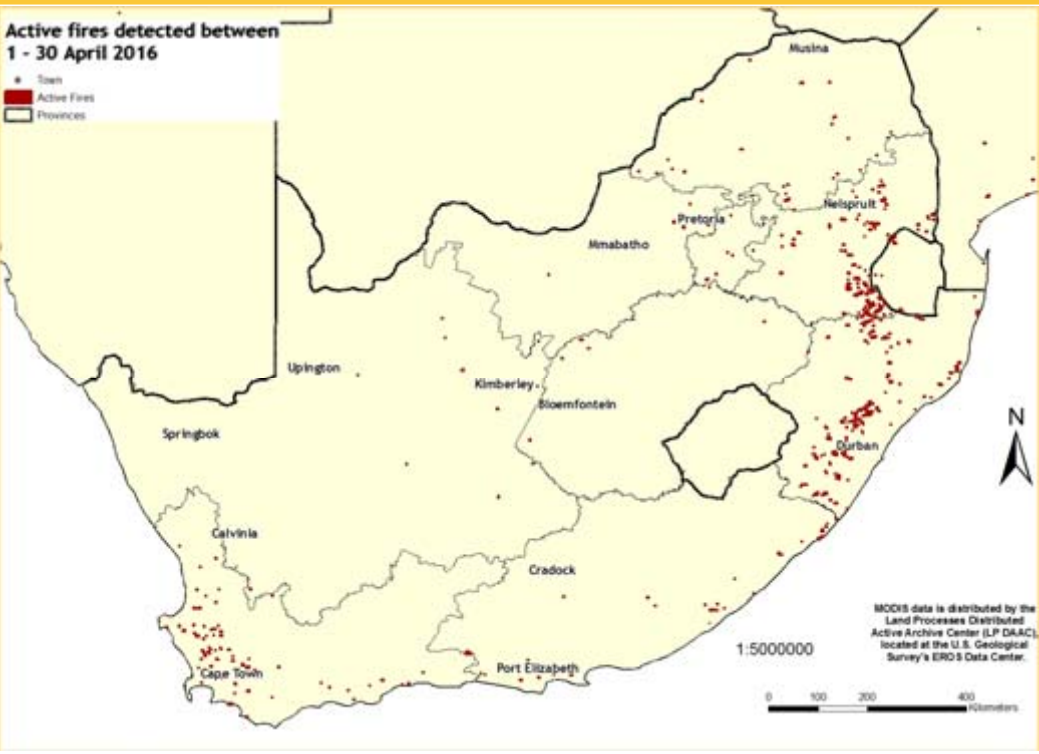 Active fires detected between
1 - 30 April 2016
Town
Active Fires
Provinces
Musina
Nelspruit
Pretoria
Mmabatho
Upington
Kimberley
Bloemfontein
Springbok
Durban
N
Calvinia
Cradock
MODIS data is distributed by the
Land Processes Distributed
Active Archive Center (LP DAAC),
located at the U.S. Geological
Survey's EROS Data Center.
1:5000000
Port Elizabeth
Cape Town
0 100 200 400
Kilometers